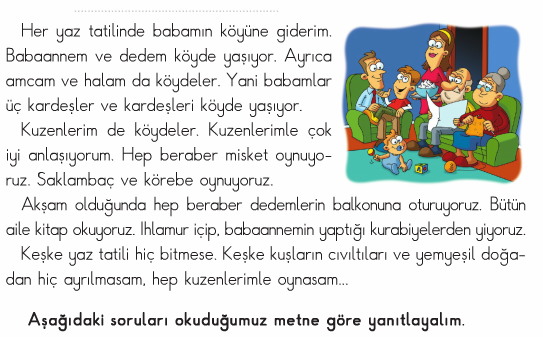 Her yaz tatilinde babamın köyüne giderim.
Babaannem ve dedem köyde yaşıyor. Ayrıca
amcam ve halam da köydeler. Yani babamlar
üç kardeşler ve kardeşleri köyde yaşıyor.
Kuzenlerim de köydeler. Kuzenlerimle çok
iyi anlaşıyorum. Hep beraber misket oynuyo-
ruz. Saklambaç ve körebe oynuyoruz.
Akşam olduğunda hep beraber dedemlerin balkonuna oturuyoruz. Bütün
aile kitap okuyoruz. Ihlamur içip, babaannemin yaptığı kurabiyelerden yiyoruz.
Keşke yaz tatili hiç bitmese. Keşke kuşların cıvıltıları ve yemyeşil doğa-
dan hiç ayrılmasam, hep kuzenlerimle oynasam...
Aşağıdaki soruları okuduğumuz metne göre yanıtlayalım.